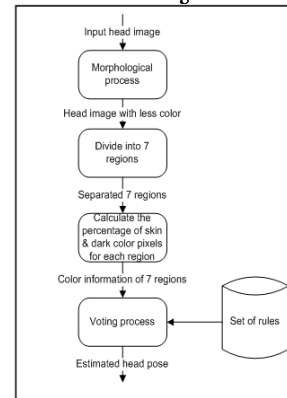 Input head image
Morphological
process
Head image with less color
Divide into 7
regions
Separated 7 regions
Calculate the
percentage of skin
& dark color pixels
for each region
Color information of 7 regions
Voting process
Set of rules
Estimated head pose